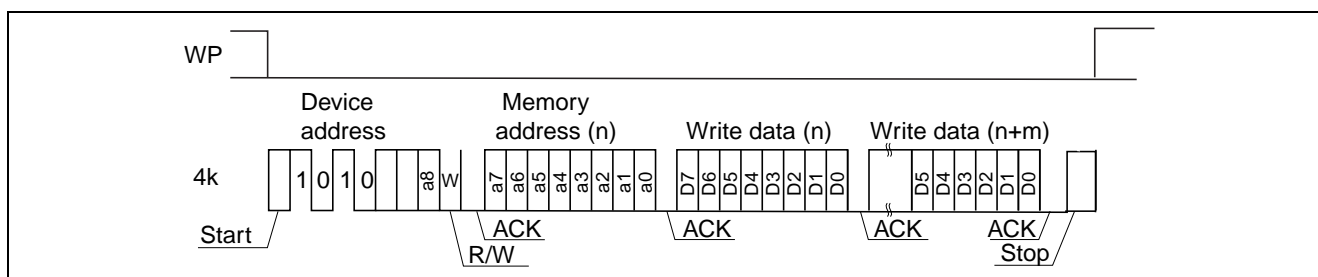 WP
Device address
Memory address (n)
Write data (n)
Write data (n+m)
4k
1 0 1 0 a8 W a7 a6 a5 a4 a3 a2 a1 a0 D7 D6 D5 D4 D3 D2 D1 D0 D5 D4 D3 D2 D1 D0
Start
R/W
ACK
ACK
ACK
ACK
Stop